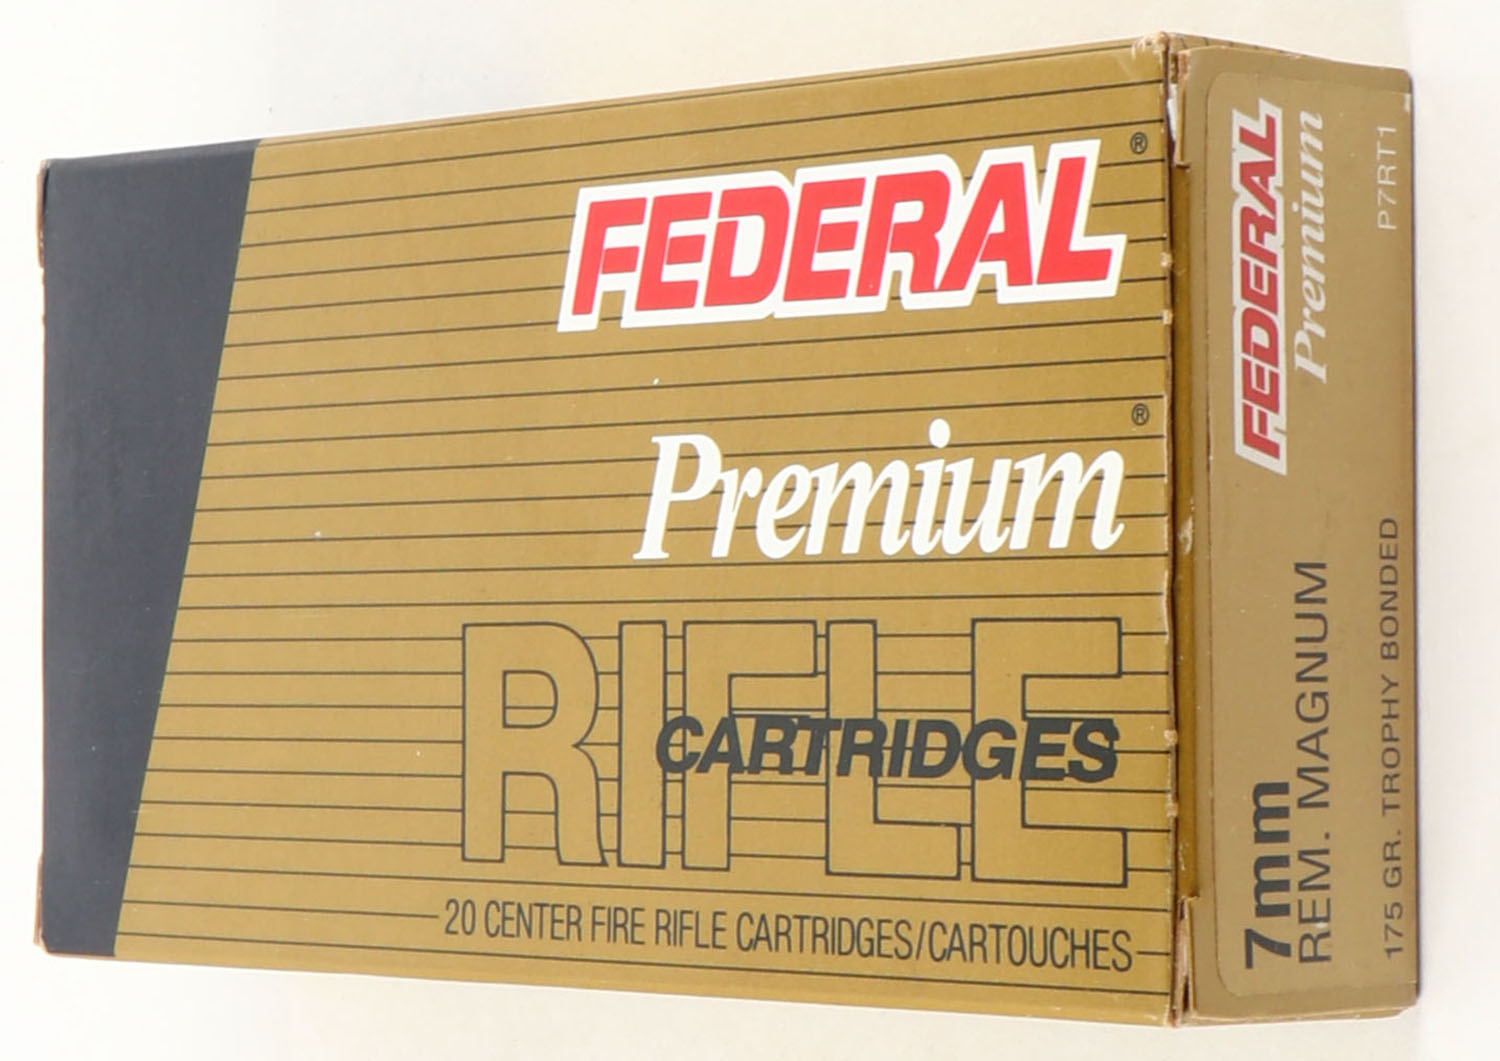 FEDERAL®
Premium®
RIFLE
CARTRIDGES
20 CENTER FIRE RIFLE CARTRIDGES/CARTOUCHES
FEDERAL
Premium
P7RT1
7mm
REM. MAGNUM
175 GR. TROPHY BONDED